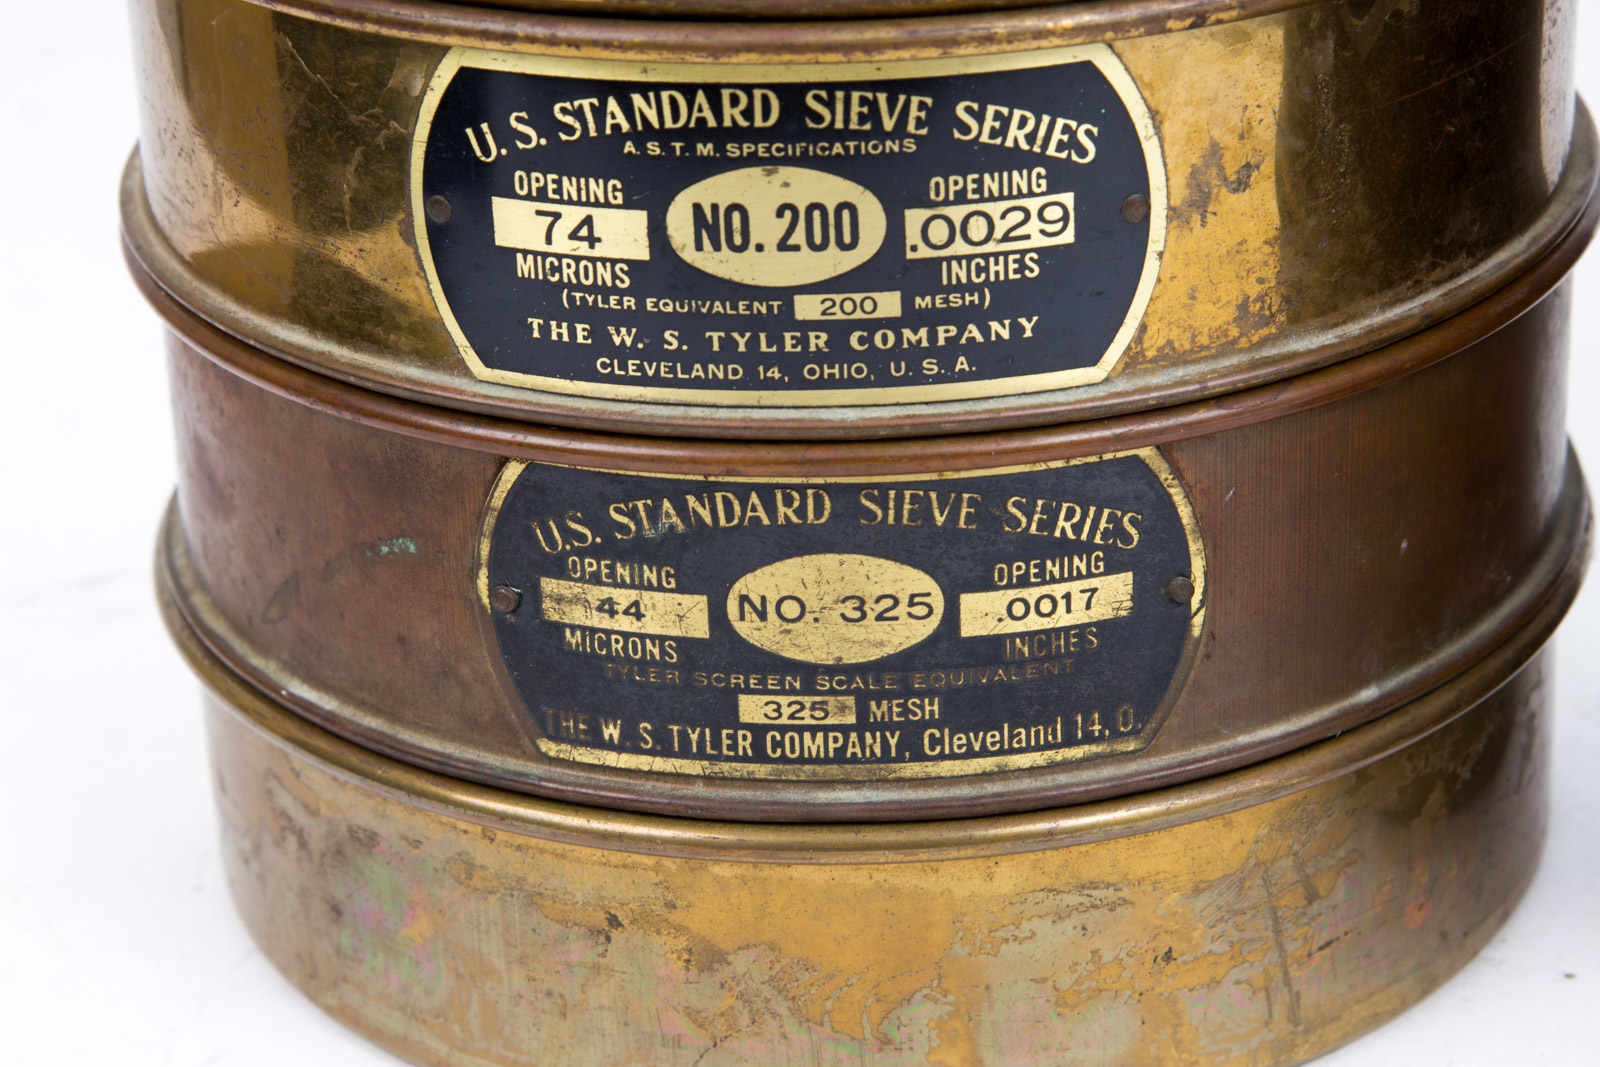 U.S. STANDARD SIEVE SERIES
A.S.T.M. SPECIFICATIONS
OPENING 74 MICRONS
NO. 200
OPENING .0029 INCHES
(TYLER EQUIVALENT 200 MESH)
THE W. S. TYLER COMPANY
CLEVELAND 14, OHIO, U. S. A.
U.S. STANDARD SIEVE SERIES
OPENING 44 MICRONS
NO. 325
OPENING .0017 INCHES
TYLER SCREEN SCALE EQUIVALENT
325 MESH
THE W. S. TYLER COMPANY, Cleveland 14, O.